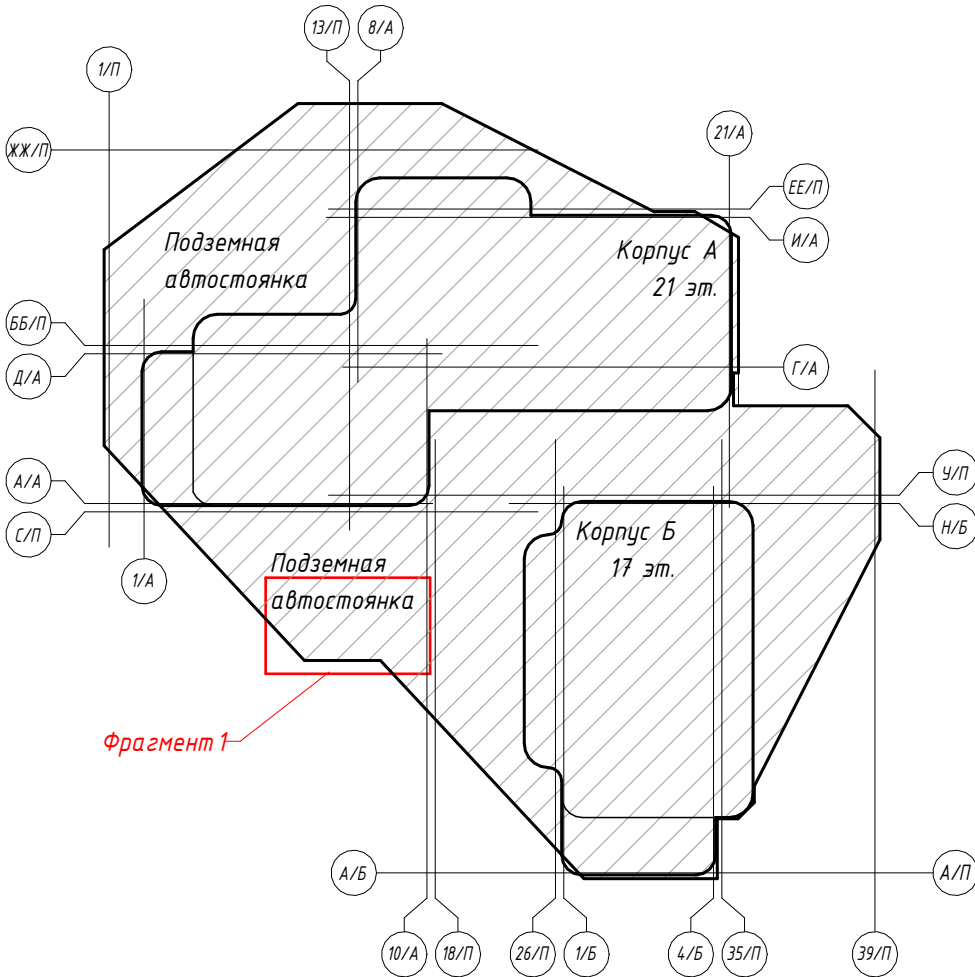 13/П
8/А
1/П
21/А
ЖЖ/П
ЕЕ/П
И/А
Подземная
автостоянка
Корпус А
21 эт.
ББ/П
Д/А
Г/А
А/А
С/П
У/П
Н/Б
1/А
Подземная
автостоянка
Корпус Б
17 эт.
Фрагмент 1
А/Б
А/П
10/А
18/П
26/П
1/Б
4/Б
35/П
39/П